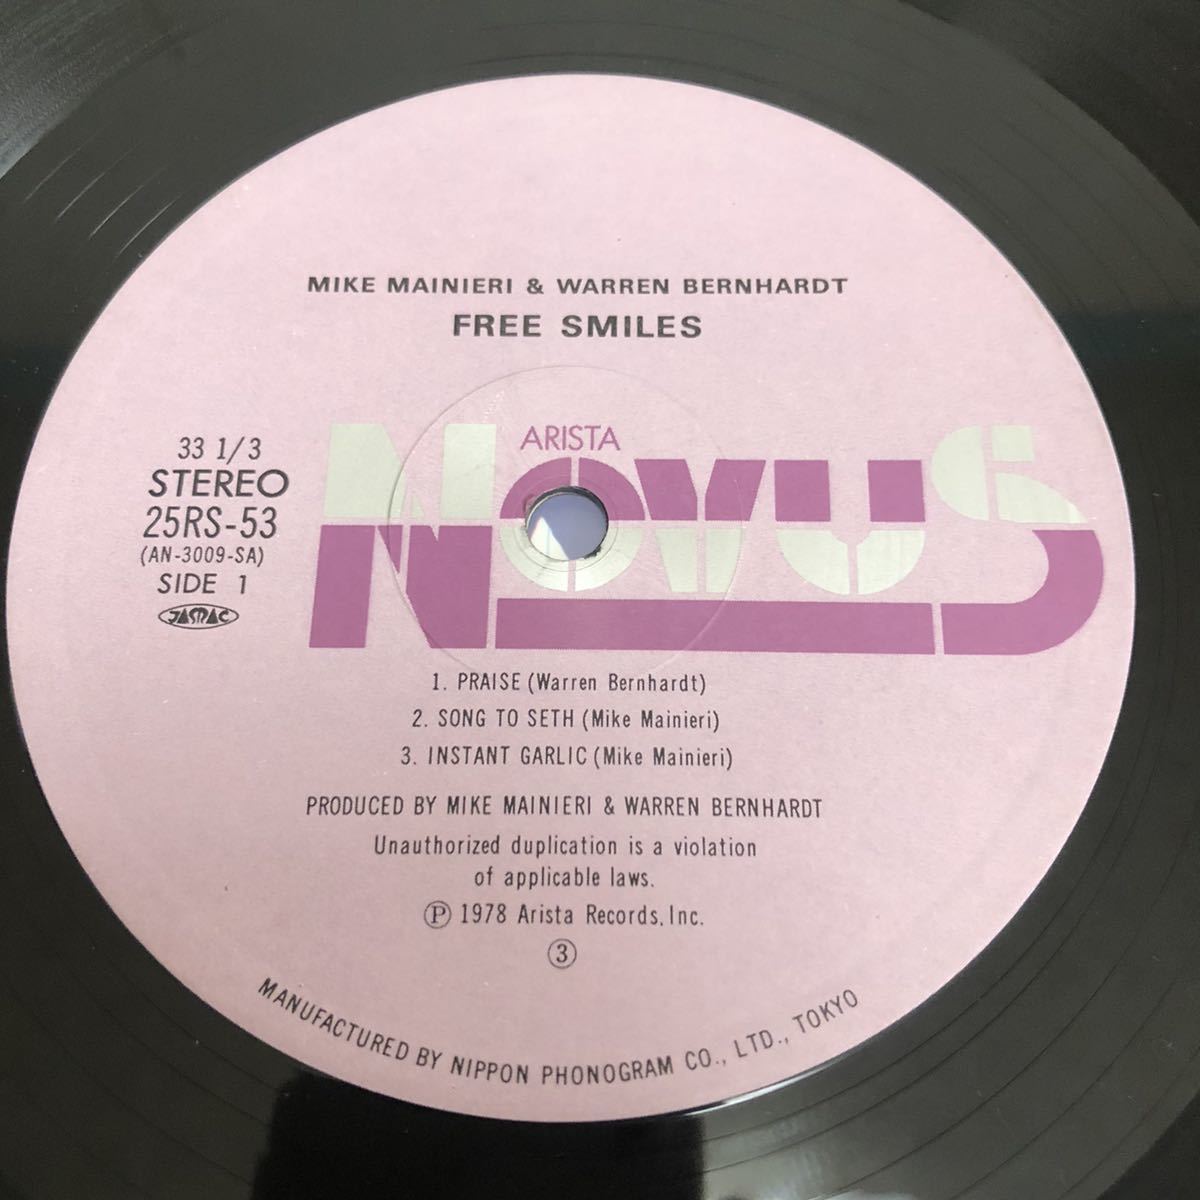 MIKE MAINIERI & WARREN BERNHARDT
FREE SMILES
ARISTA
NOVUS
33 1/3
STEREO
25RS-53
(AN-3009-SA)
SIDE 1
JASRAC
1. PRAISE (Warren Bernhardt)
2. SONG TO SETH (Mike Mainieri)
3. INSTANT GARLIC (Mike Mainieri)
PRODUCED BY MIKE MAINIERI & WARREN BERNHARDT
Unauthorized duplication is a violation
of applicable laws.
Ⓟ 1978 Arista Records, Inc.
③
MANUFACTURED BY NIPPON PHONOGRAM CO., LTD., TOKYO